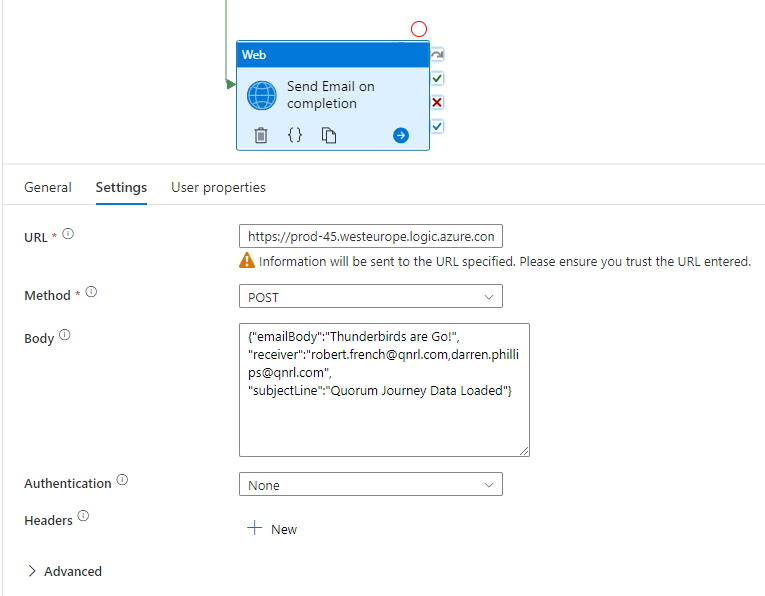 Web
Send Email on
completion
{}
General
Settings
User properties
URL *
https://prod-45.westeurope.logic.azure.con
Information will be sent to the URL specified. Please ensure you trust the URL entered.
Method *
POST
Body
{"emailBody":"Thunderbirds are Go!",
"receiver":"robert.french@qnrl.com,darren.philli
ps@qnrl.com",
"subjectLine":"Quorum Journey Data Loaded"}
Authentication
None
Headers
New
Advanced